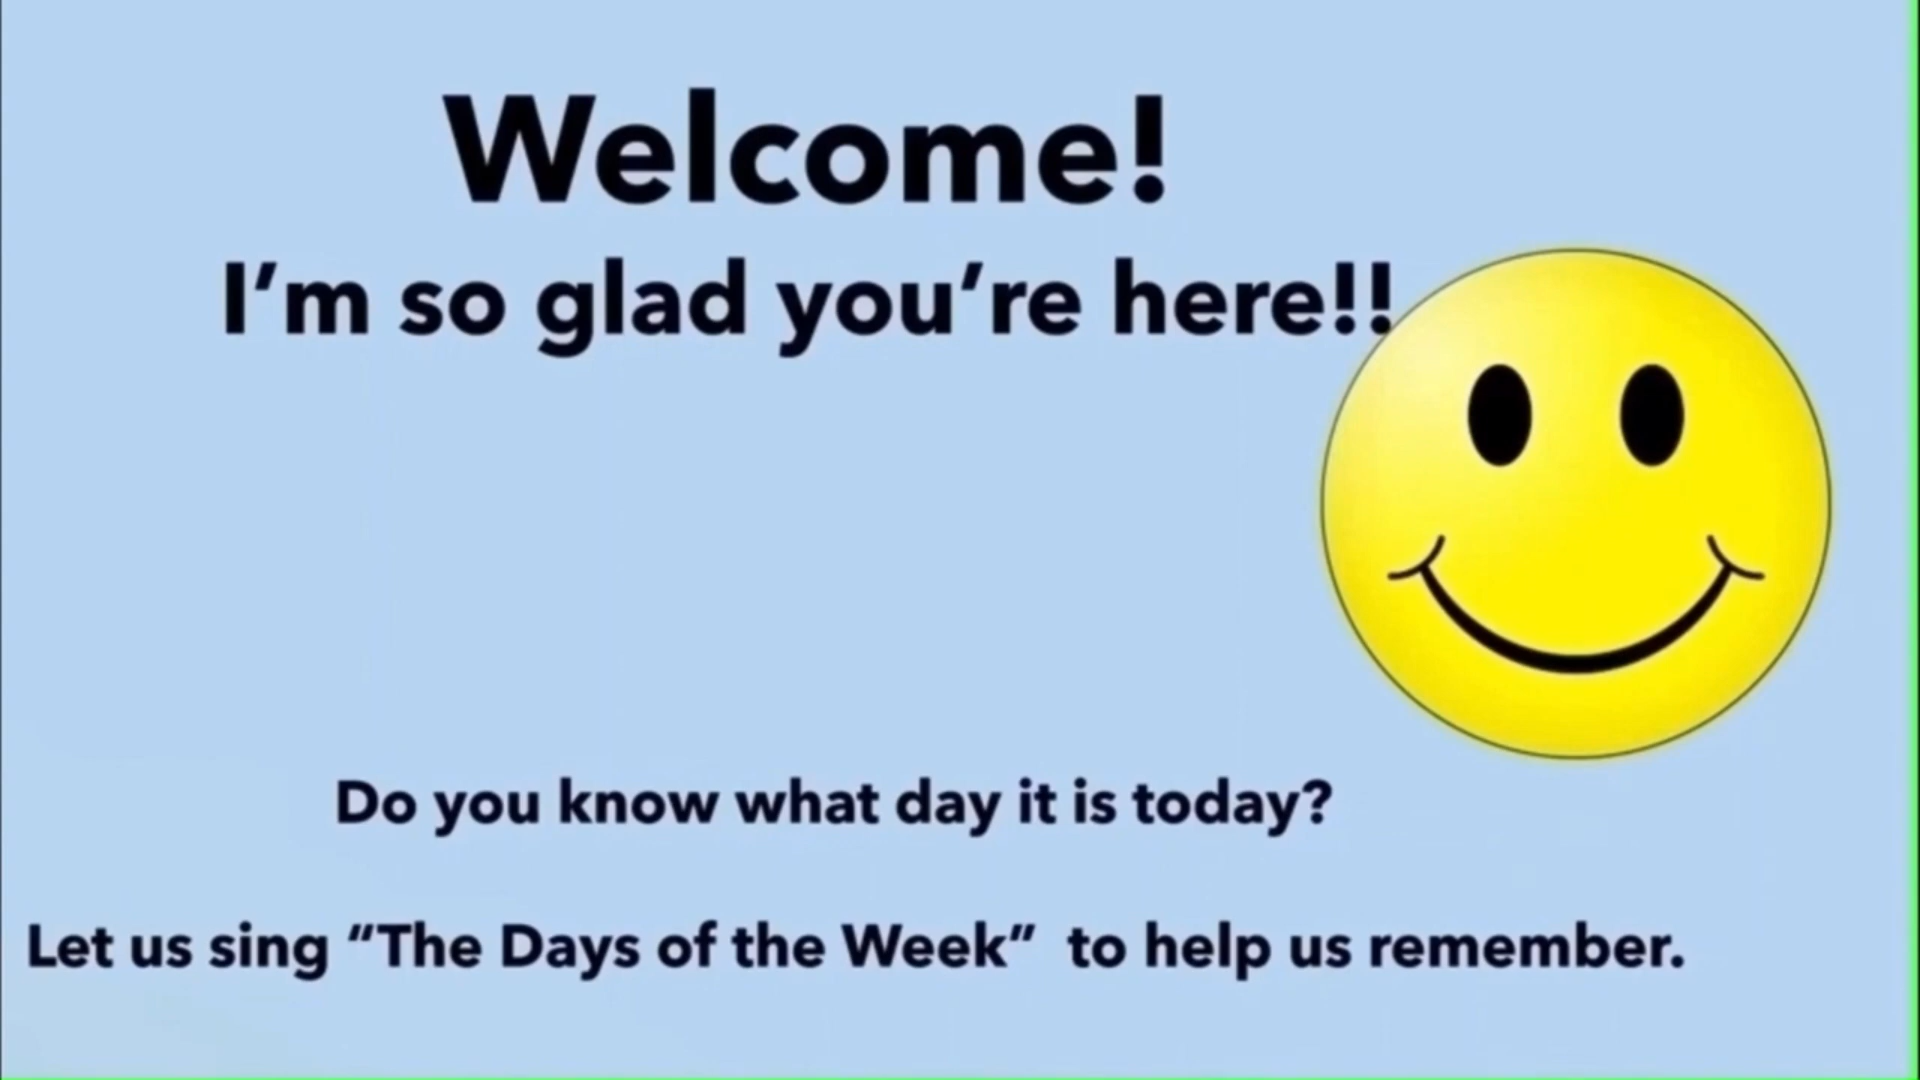 Welcome!
I’m so glad you’re here!!
Do you know what day it is today?
Let us sing “The Days of the Week” to help us remember.